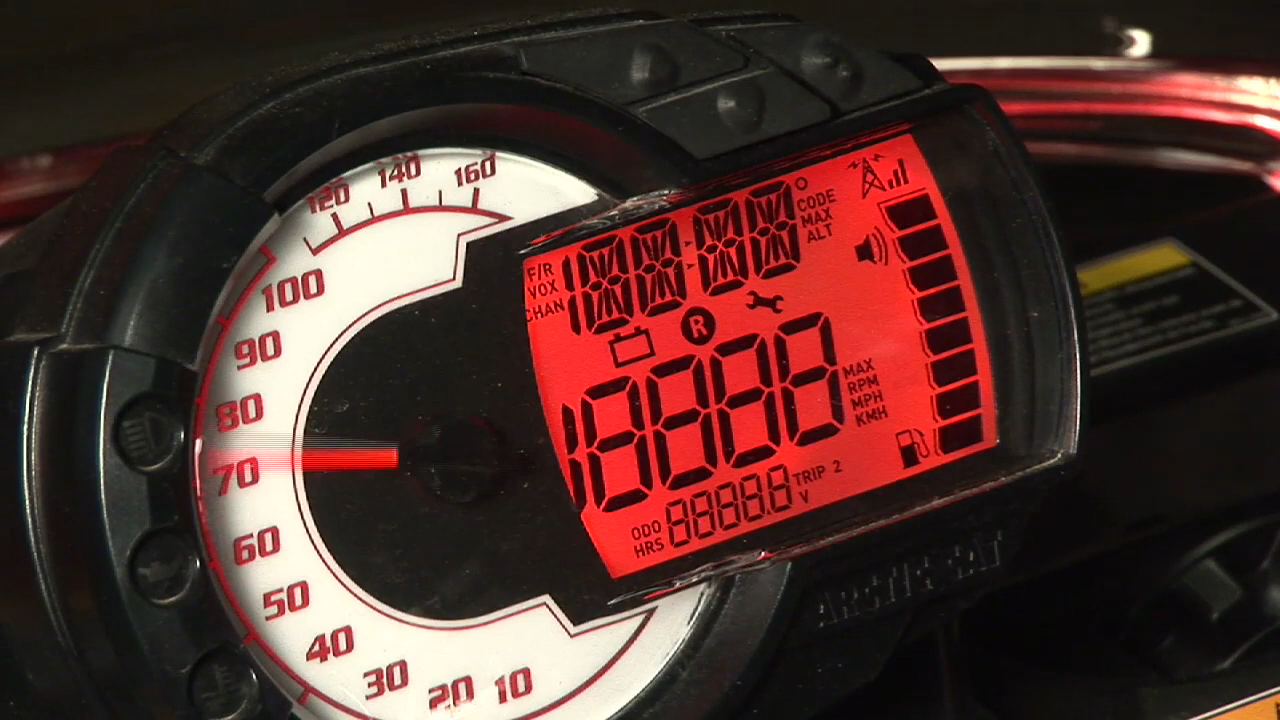 120 140 160
100
90
80
70
60
50
40
30
20
10
F/R
VOX
CHAN
18:88
CODE
MAX
ALT
R
18888
MAX
RPM
MPH
KMH
ODO
HRS
88888
TRIP 2
V
ARCTIC CAT